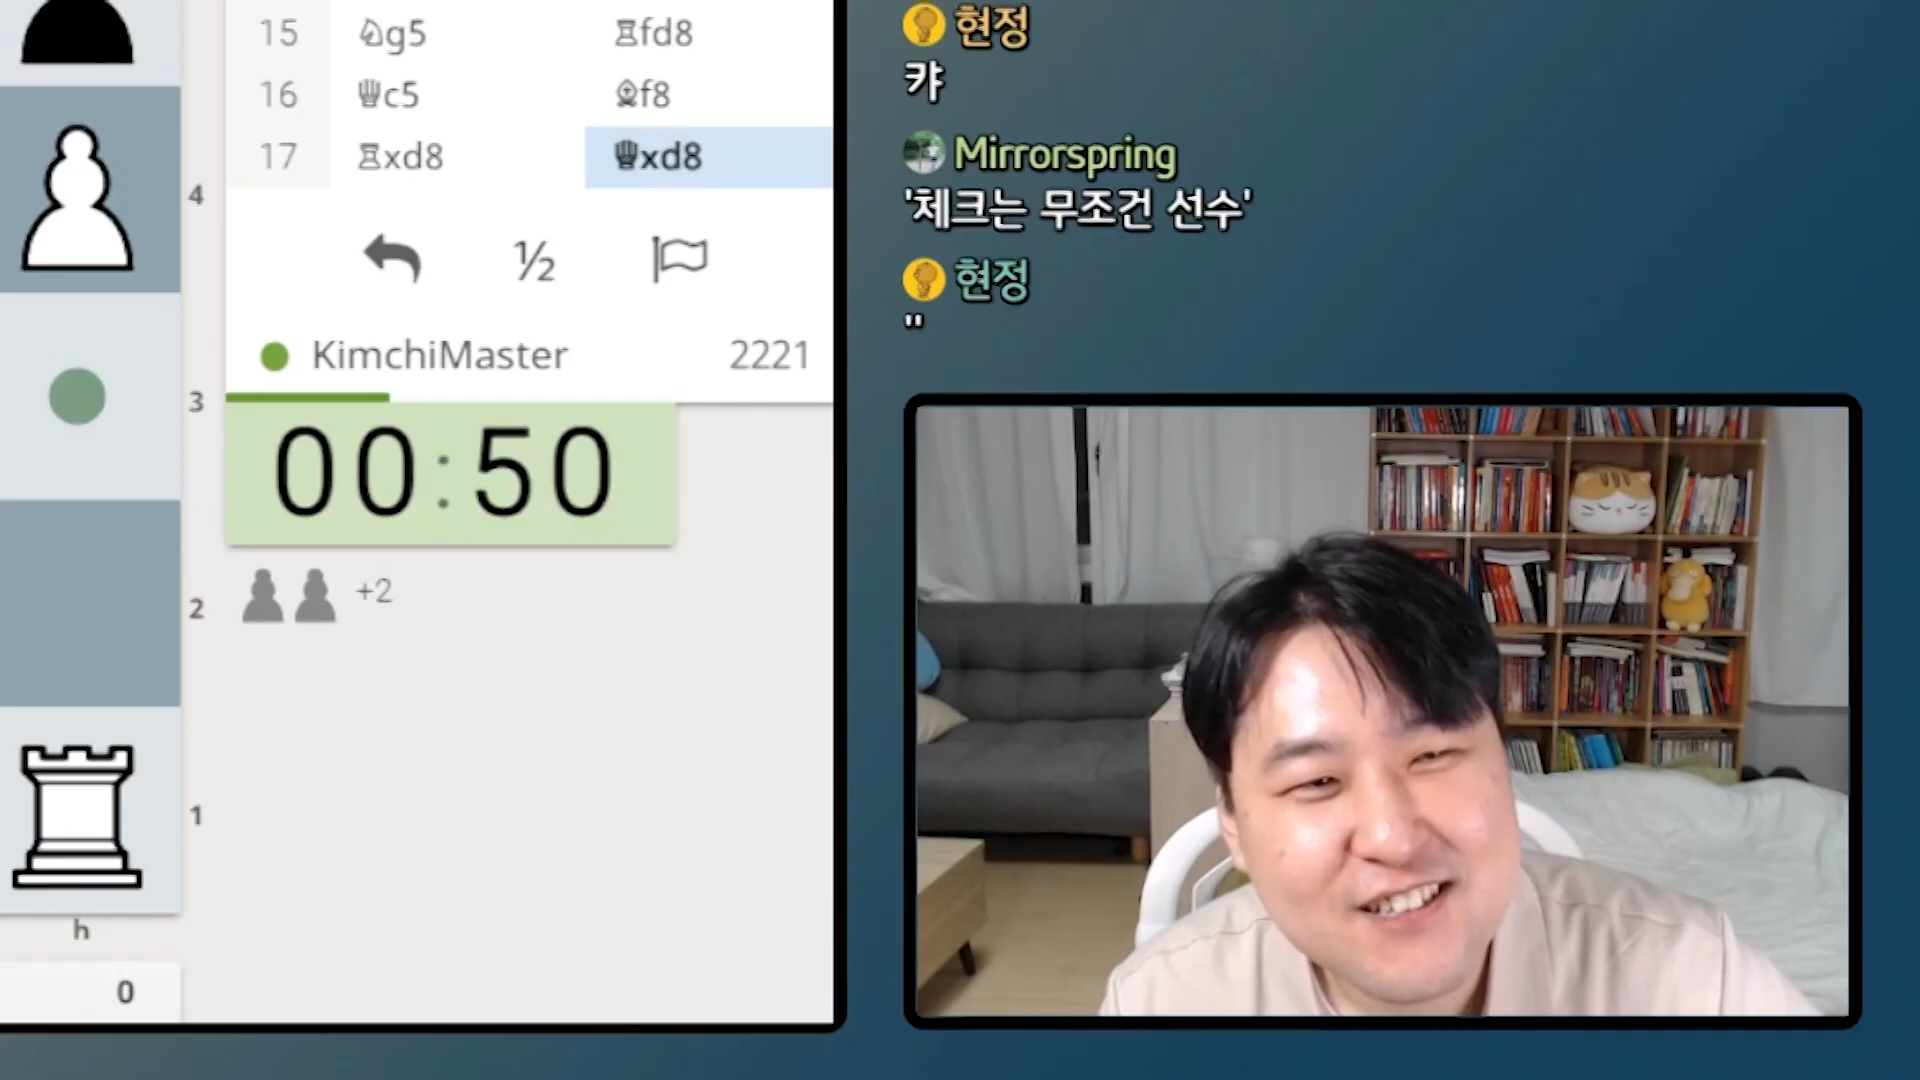 15 ♘g5 ♖fd8
16 ♕c5 ♗f8
17 ♖xd8 ♕xd8
4
½
KimchiMaster 2221
3
00:50
+2
2
1
h
0
현정
캬
Mirrorspring
'체크는 무조건 선수'
현정
"